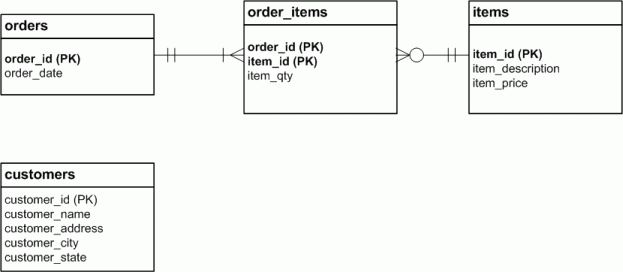 orders
order_id (PK)
order_date
order_items
order_id (PK)
item_id (PK)
item_qty
items
item_id (PK)
item_description
item_price
customers
customer_id (PK)
customer_name
customer_address
customer_city
customer_state